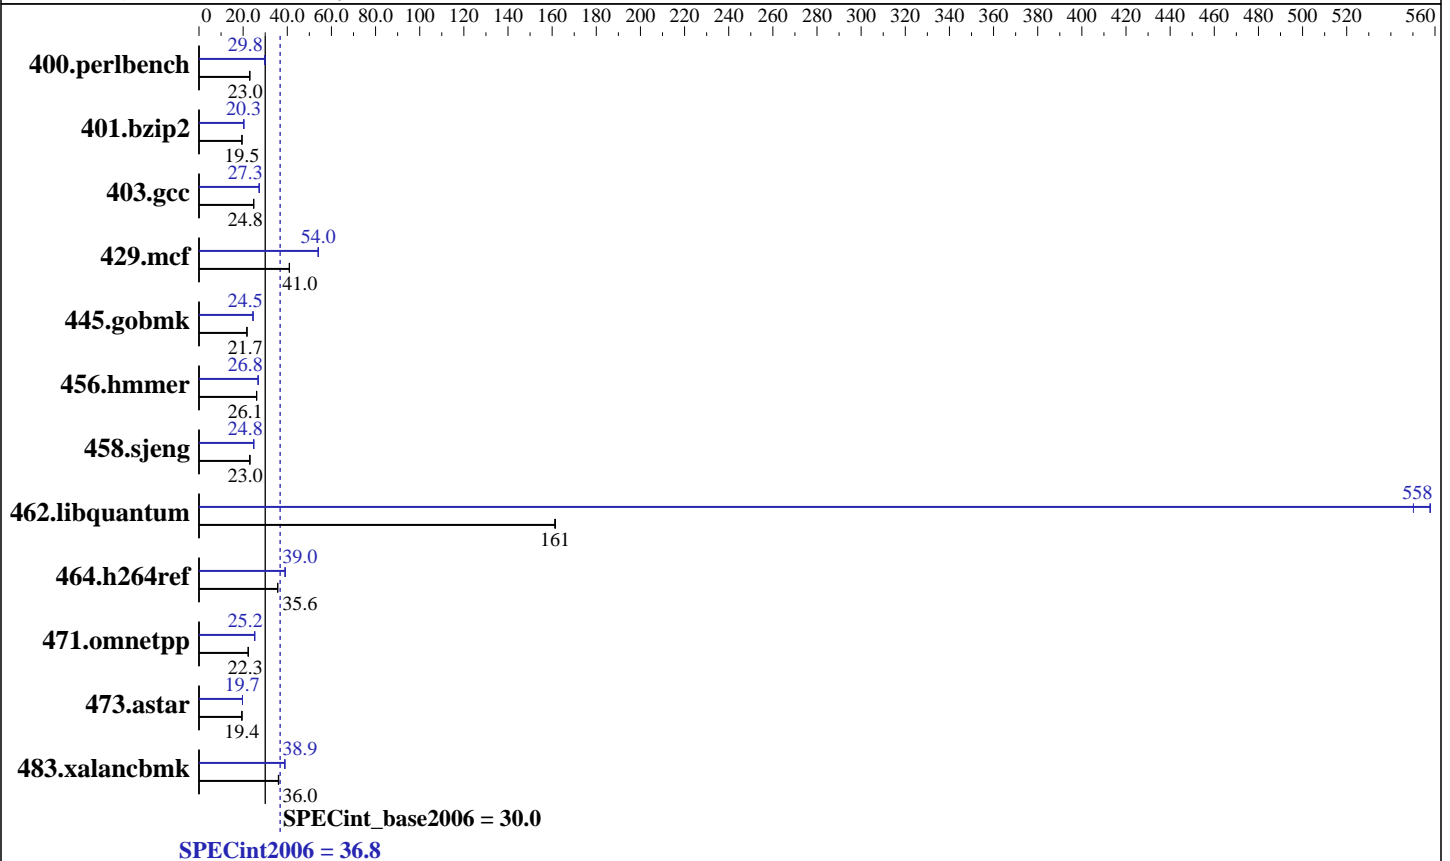 0 20.0 40.0 60.0 80.0 100 120 140 160 180 200 220 240 260 280 300 320 340 360 380 400 420 440 460 480 500 520 560
29.8
400.perlbench
23.0
20.3
401.bzip2
19.5
27.3
403.gcc
24.8
54.0
429.mcf
41.0
24.5
445.gobmk
21.7
26.8
456.hmmer
26.1
24.8
458.sjeng
23.0
558
462.libquantum
161
39.0
464.h264ref
35.6
25.2
471.omnetpp
22.3
19.7
473.astar
19.4
38.9
483.xalancbmk
36.0
SPECint_base2006 = 30.0
SPECint2006 = 36.8